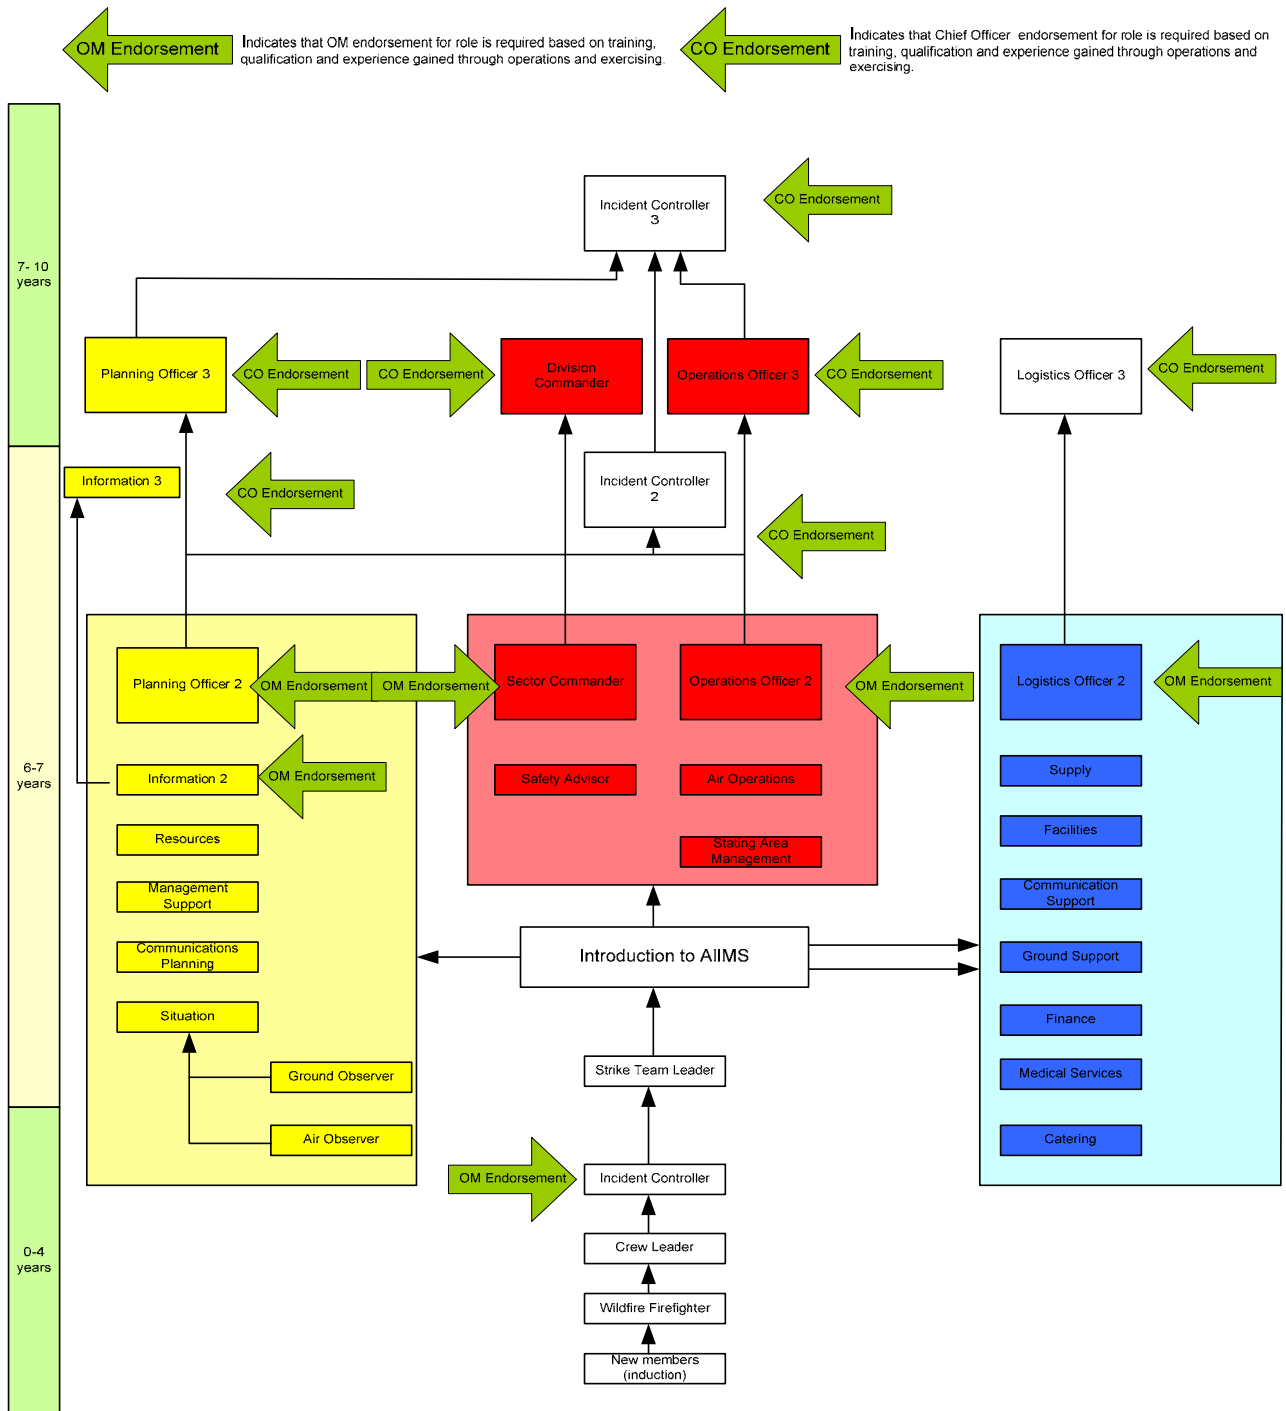 OM Endorsement
Indicates that OM endorsement for role is required based on training,
qualification and experience gained through operations and exercising.
CO Endorsement
Indicates that Chief Officer endorsement for role is required based on
training, qualification and experience gained through operations and
exercising.
7- 10
years
Incident Controller
3
CO Endorsement
Planning Officer 3
CO Endorsement
CO Endorsement
Division
Commander
Operations Officer 3
CO Endorsement
Logistics Officer 3
CO Endorsement
Information 3
CO Endorsement
Incident Controller
2
CO Endorsement
6-7
years
Planning Officer 2
OM Endorsement
OM Endorsement
Sector Commander
Operations Officer 2
OM Endorsement
Logistics Officer 2
OM Endorsement
Information 2
OM Endorsement
Safety Advisor
Air Operations
Supply
Resources
Stating Area
Management
Facilities
Management
Support
Communication
Support
Communications
Planning
Introduction to AIIMS
Ground Support
Situation
Finance
Ground Observer
Strike Team Leader
Medical Services
Air Observer
Catering
0-4
years
OM Endorsement
Incident Controller
Crew Leader
Wildfire Firefighter
New members
(induction)